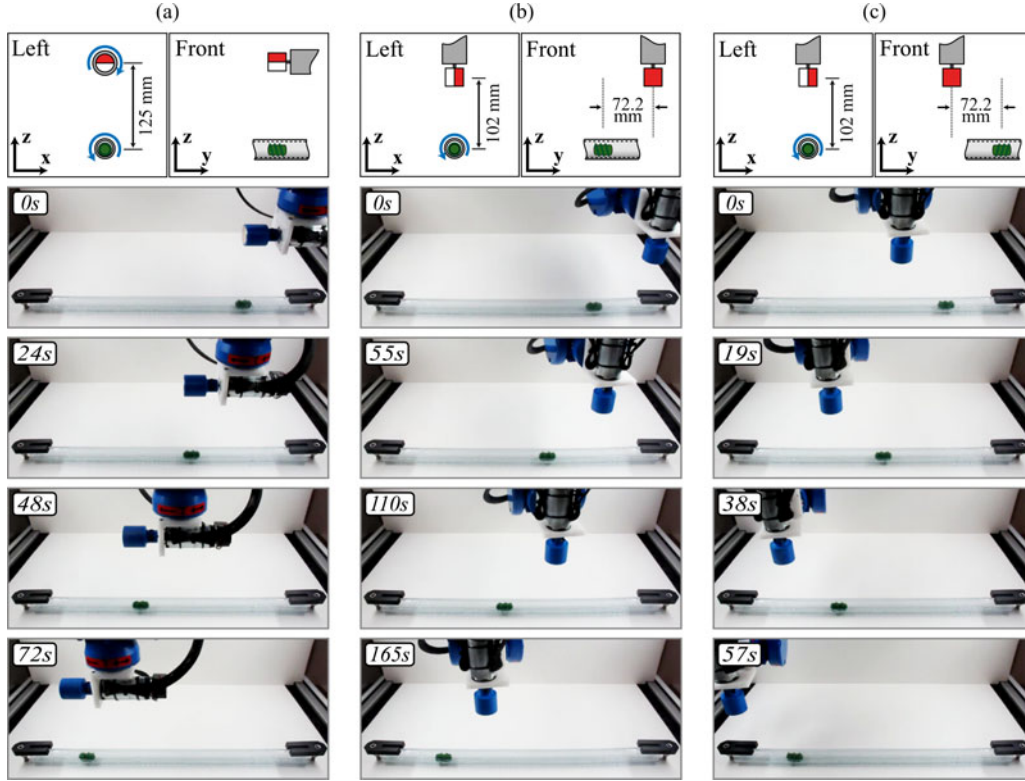 (a)
(b)
(c)
Left
125 mm
z
x
Front
z
y
Left
102 mm
z
x
Front
72.2
mm
z
y
Left
102 mm
z
x
Front
72.2
mm
z
y
0s
0s
0s
24s
55s
19s
48s
110s
38s
72s
165s
57s